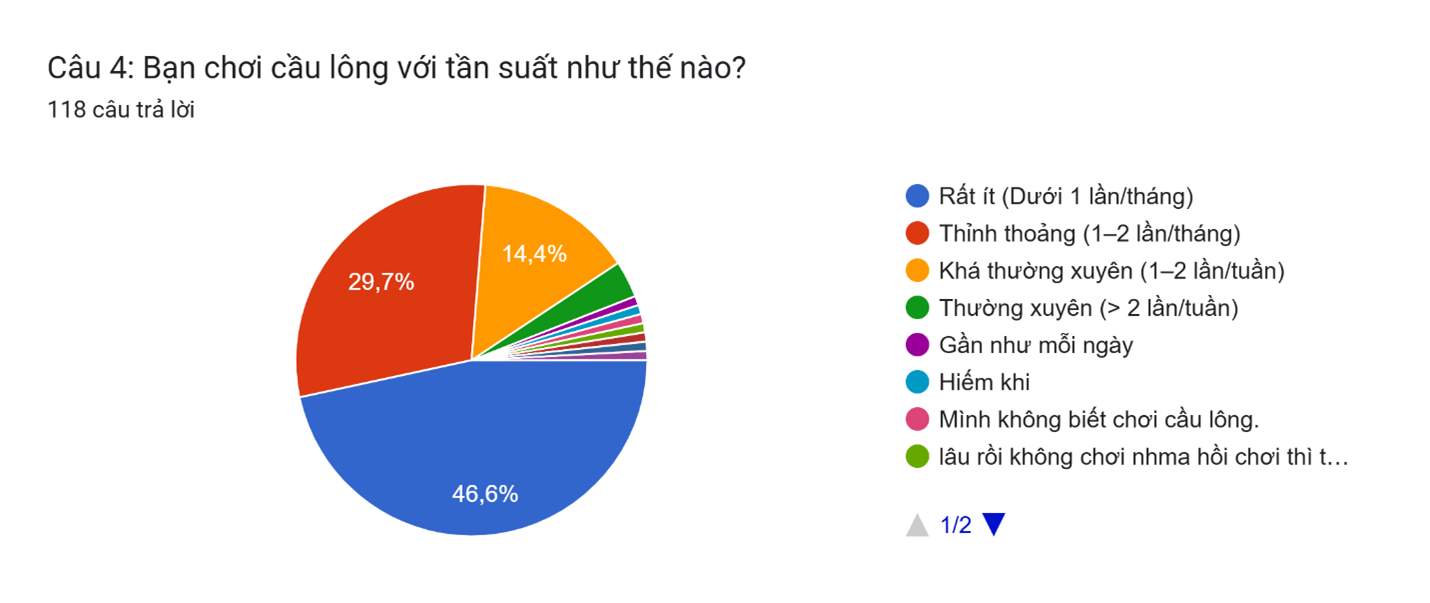 Câu 4: Bạn chơi cầu lông với tần suất như thế nào?
118 câu trả lời
14,4%
29,7%
46,6%
Rất ít (Dưới 1 lần/tháng)
Thỉnh thoảng (1–2 lần/tháng)
Khá thường xuyên (1–2 lần/tuần)
Thường xuyên (> 2 lần/tuần)
Gần như mỗi ngày
Hiếm khi
Mình không biết chơi cầu lông.
lâu rồi không chơi nhma hồi chơi thì t…
1/2